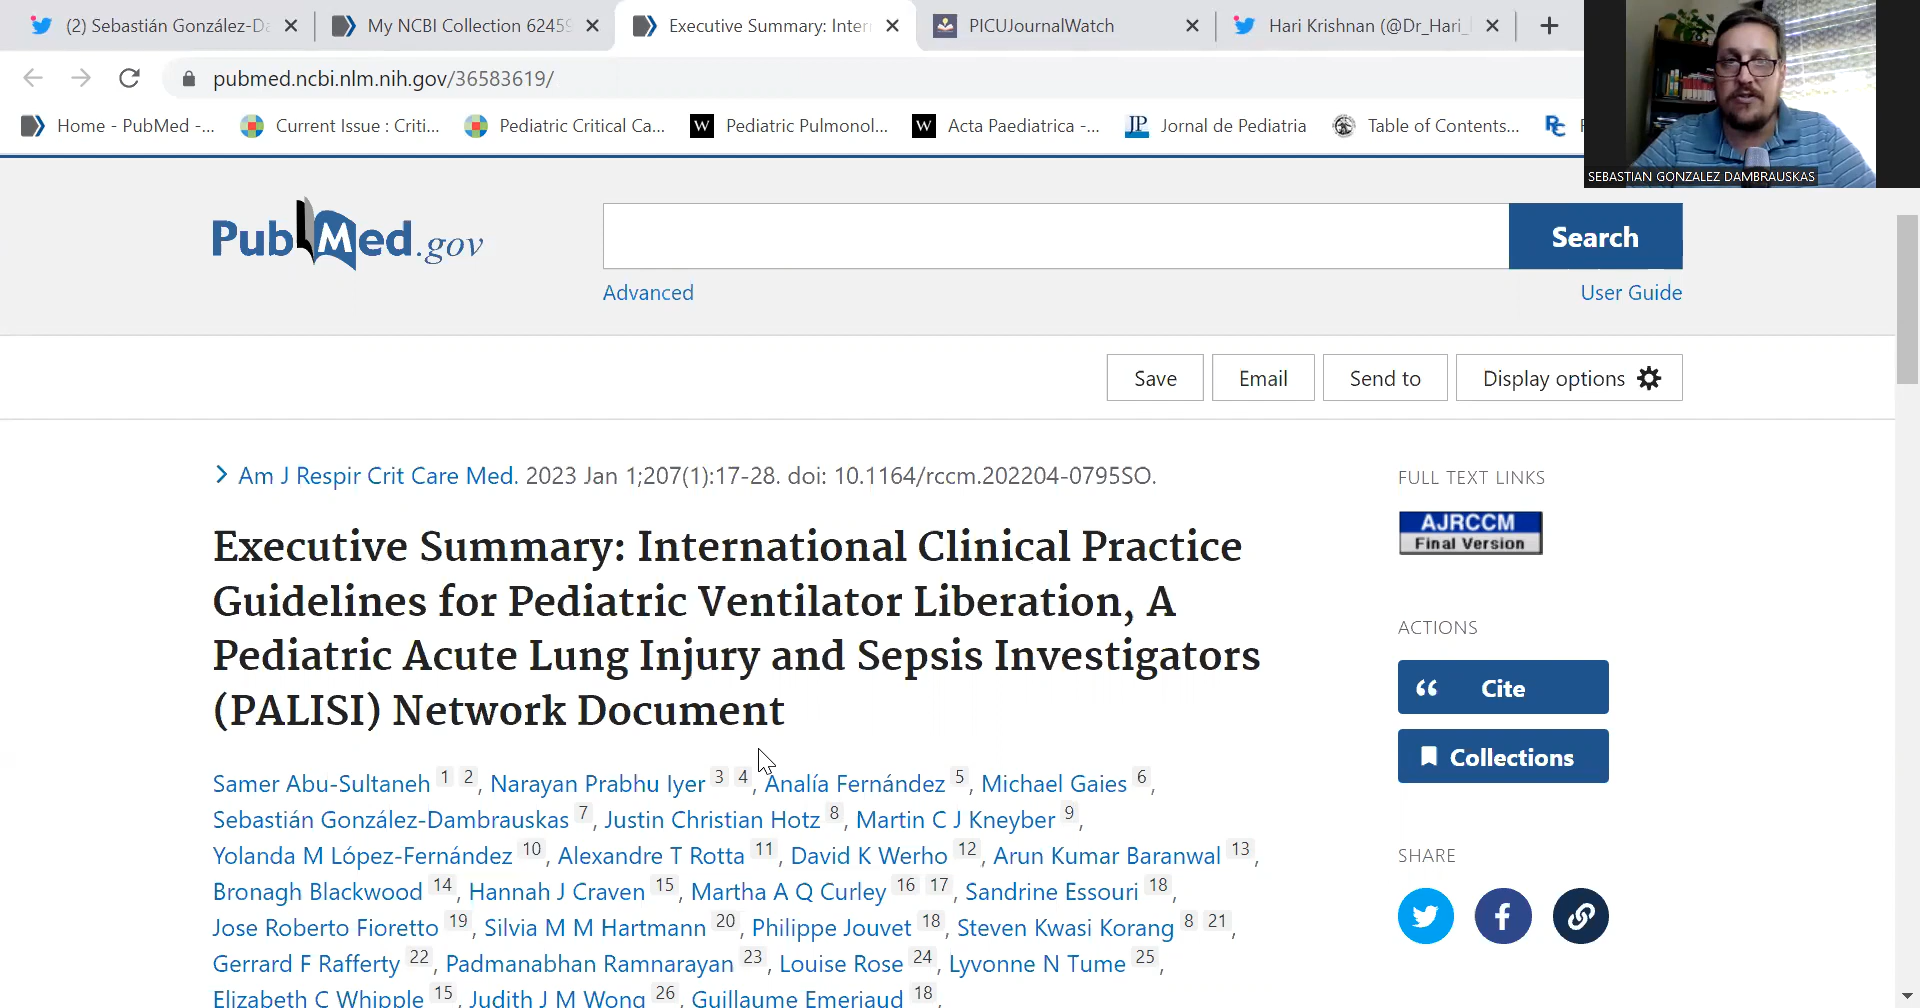 (2) Sebastián González-Da
My NCBI Collection 6245
Executive Summary: Inter
PICUJournalWatch
Hari Krishnan (@Dr_Hari_
pubmed.ncbi.nlm.nih.gov/36583619/
Home - PubMed -...
Current Issue : Criti...
Pediatric Critical Ca...
W
Pediatric Pulmonol...
W
Acta Paediatrica -...
JP
Jornal de Pediatria
Table of Contents...
SEBASTIAN GONZALEZ DAMBRAUSKAS
PubMed.gov
Search
Advanced
User Guide
Save
Email
Send to
Display options
Am J Respir Crit Care Med. 2023 Jan 1;207(1):17-28. doi: 10.1164/rccm.202204-0795SO.
Executive Summary: International Clinical Practice
Guidelines for Pediatric Ventilator Liberation, A
Pediatric Acute Lung Injury and Sepsis Investigators
(PALISI) Network Document
Samer Abu-Sultaneh 1 2, Narayan Prabhu Iyer 3 4, Analía Fernández 5, Michael Gaies 6,
Sebastián González-Dambrauskas 7, Justin Christian Hotz 8, Martin C J Kneyber 9,
Yolanda M López-Fernández 10, Alexandre T Rotta 11, David K Werho 12, Arun Kumar Baranwal 13,
Bronagh Blackwood 14, Hannah J Craven 15, Martha A Q Curley 16 17, Sandrine Essouri 18,
Jose Roberto Fioretto 19, Silvia M M Hartmann 20, Philippe Jouvet 18, Steven Kwasi Korang 8 21,
Gerrard F Rafferty 22, Padmanabhan Ramnarayan 23, Louise Rose 24, Lyvonne N Tume 25,
Elizabeth C Whipple 15, Judith J M Wong 26, Guillaume Emeriaud 18,
FULL TEXT LINKS
AJRCCM
Final Version
ACTIONS
Cite
Collections
SHARE